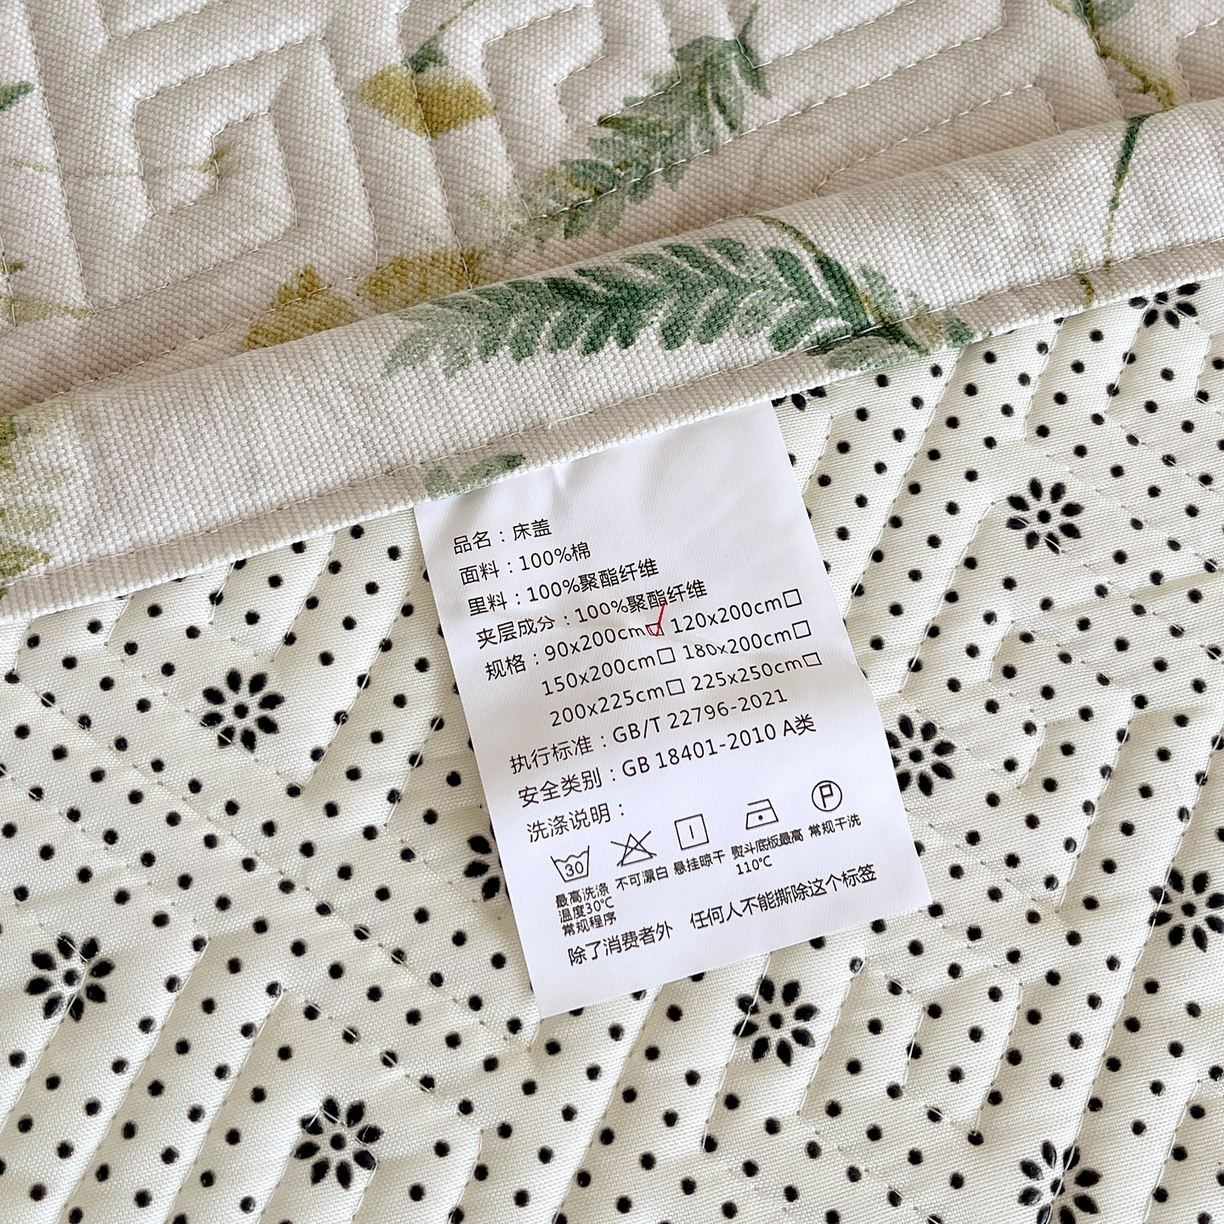 品名：床盖
面料：100%棉
里料：100%聚酯纤维
夹层成分：100%聚酯纤维
规格：90x200cm☑ 120x200cm□
150x200cm□ 180x200cm□
200x225cm□ 225x250cm□
执行标准：GB/T 22796-2021
安全类别：GB 18401-2010 A类
洗涤说明：
30
P
最高洗涤
温度30℃
常规程序
不可漂白
悬挂晾干
熨斗底板最高
110℃
常规干洗
除了消费者外 任何人不能撕除这个标签